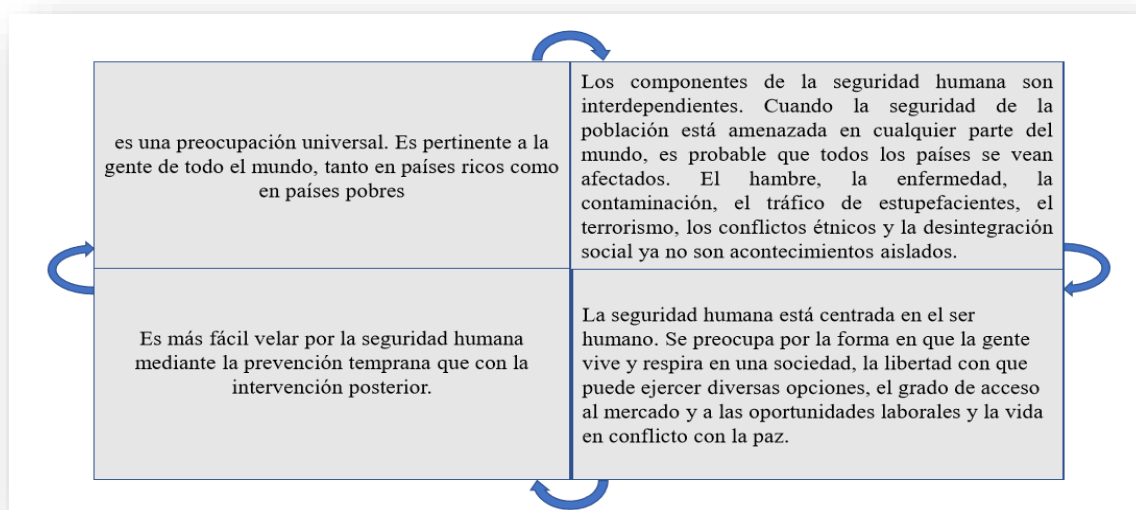 es una preocupación universal. Es pertinente a la
gente de todo el mundo, tanto en países ricos como
en países pobres
Los componentes de la seguridad humana son
interdependientes. Cuando la seguridad de la
población está amenazada en cualquier parte del
mundo, es probable que todos los países se vean
afectados. El hambre, la enfermedad, la
contaminación, el tráfico de estupefacientes, el
terrorismo, los conflictos étnicos y la desintegración
social ya no son acontecimientos aislados.
Es más fácil velar por la seguridad humana
mediante la prevención temprana que con la
intervención posterior.
La seguridad humana está centrada en el ser
humano. Se preocupa por la forma en que la gente
vive y respira en una sociedad, la libertad con que
puede ejercer diversas opciones, el grado de acceso
al mercado y a las oportunidades laborales y la vida
en conflicto con la paz.